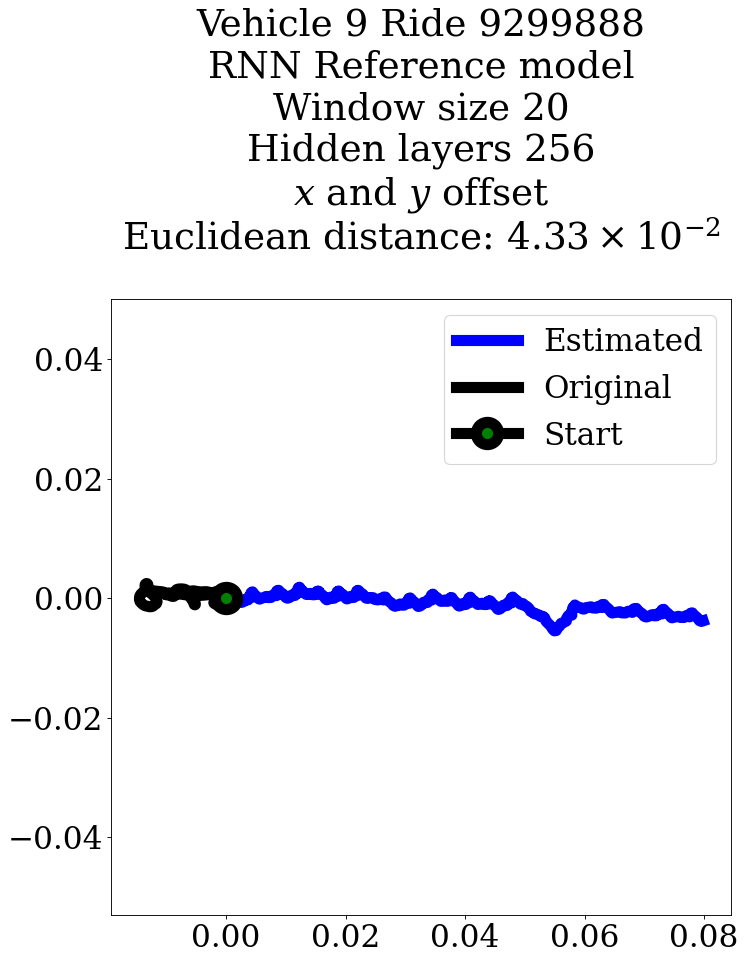 Vehicle 9 Ride 9299888
RNN Reference model
Window size 20
Hidden layers 256
x and y offset
Euclidean distance: 4.33 × 10⁻²
Estimated
Original
Start
0.04
0.02
0.00
−0.02
−0.04
0.00 0.02 0.04 0.06 0.08